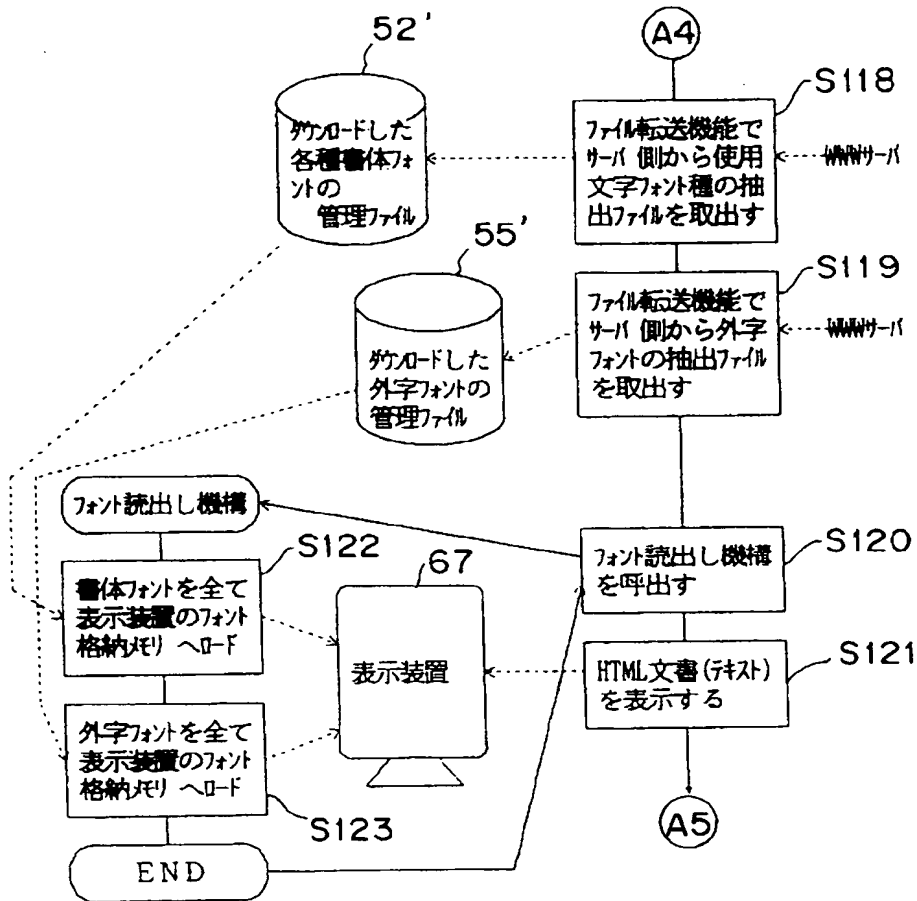 52'
A4
S118
ﾀﾞｳﾝﾛｰﾄﾞした
各種書体フォ
ントの
管理ﾌｧｲﾙ
ﾌｧｲﾙ転送機能で
ｻｰﾊﾞ側から使用
文字ﾌｫﾝﾄ種の抽
出ﾌｧｲﾙを取出す
WWWｻｰﾊﾞ
55'
S119
ﾀﾞｳﾝﾛｰﾄﾞした
外字ﾌｫﾝﾄの
管理ﾌｧｲﾙ
ﾌｧｲﾙ転送機能で
ｻｰﾊﾞ側から外字
ﾌｫﾝﾄの抽出ﾌｧｲﾙ
を取出す
WWWｻｰﾊﾞ
ﾌｫﾝﾄ読出し機構
S122
書体ﾌｫﾝﾄを全て
表示装置のﾌｫﾝﾄ
格納ﾒﾓﾘへﾛｰﾄﾞ
67
表示装置
S120
ﾌｫﾝﾄ読出し機構
を呼出す
S121
HTML文書(ﾃｷｽﾄ)
を表示する
外字ﾌｫﾝﾄを全て
表示装置のﾌｫﾝﾄ
格納ﾒﾓﾘへﾛｰﾄﾞ
S123
END
A5